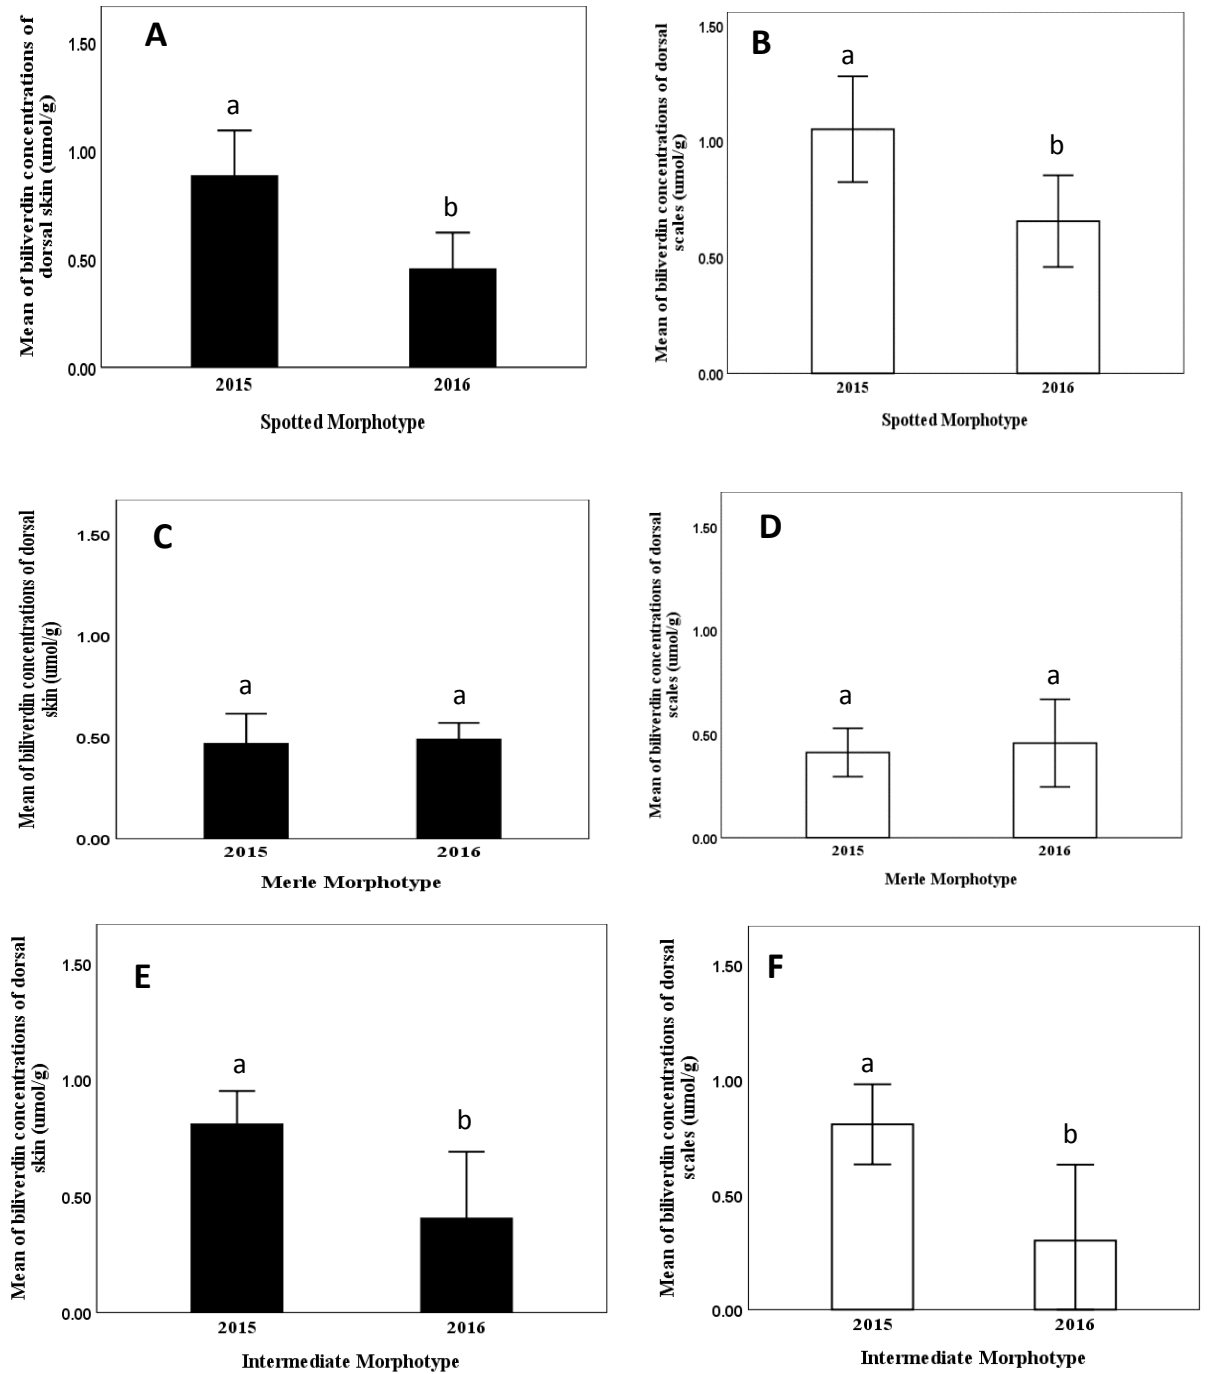 Mean of biliverdin concentrations of
dorsal skin (umol/g)
A
1.50
1.00
0.50
0.00
a
b
2015
2016
Spotted Morphotype
Mean of biliverdin concentrations of dorsal
scales (umol/g)
B
1.50
1.00
0.50
0.00
a
b
2015
2016
Spotted Morphotype
Mean of biliverdin concentrations of dorsal
skin (umol/g)
C
1.50
1.00
0.50
0.00
a
a
2015
2016
Merle Morphotype
Mean of biliverdin concentrations of dorsal
scales (umol/g)
D
1.50
1.00
0.50
0.00
a
a
2015
2016
Merle Morphotype
Mean of biliverdin concentrations of dorsal
skin (umol/g)
E
1.50
1.00
0.50
0.00
a
b
2015
2016
Intermediate Morphotype
Mean of biliverdin concentrations of dorsal
scales (umol/g)
F
1.50
1.00
0.50
0.00
a
b
2015
2016
Intermediate Morphotype